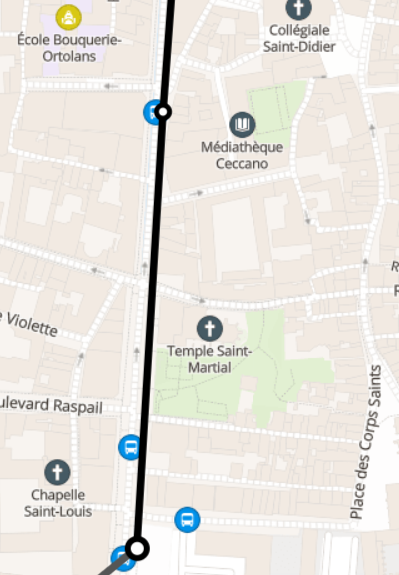 Collégiale
Saint-Didier
École Bouquerie-
Ortolans
Médiathèque
Ceccano
R
R
e Violette
Temple Saint-
Martial
ulevard Raspail
Place des Corps Saints
Chapelle
Saint-Louis